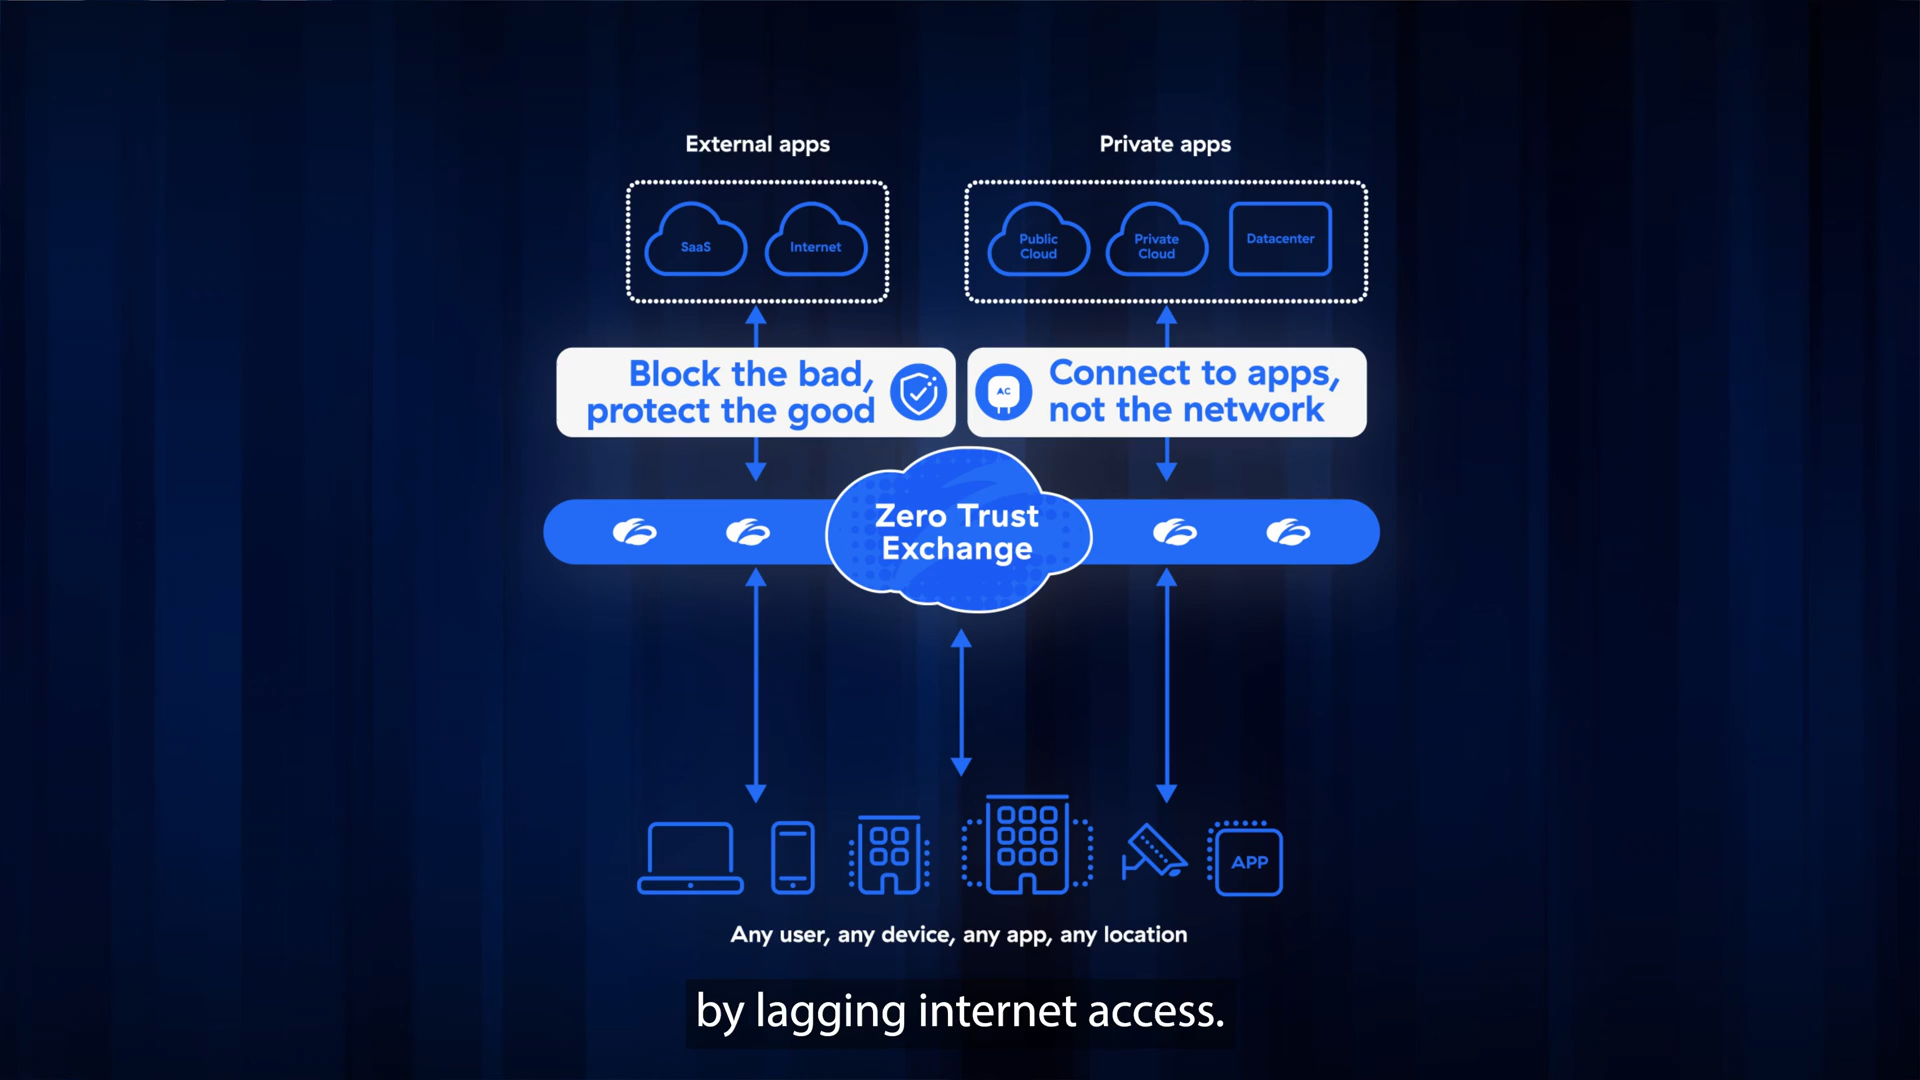 External apps
Private apps
SaaS
Internet
Public
Cloud
Private
Cloud
Datacenter
Block the bad,
protect the good
AC
Connect to apps,
not the network
Zero Trust
Exchange
APP
Any user, any device, any app, any location
by lagging internet access.